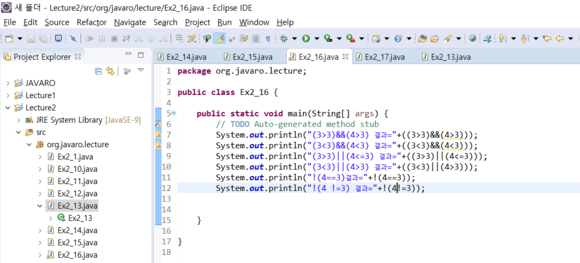 새 폴더 - Lecture2/src/org/javaro/lecture/Ex2_16.java - Eclipse IDE
File Edit Source Refactor Navigate Search Project Run Window Help
Project Explorer
JAVARO
Lecture1
Lecture2
JRE System Library [JavaSE-9]
src
org.javaro.lecture
Ex2_1.java
Ex2_10.java
Ex2_11.java
Ex2_12.java
Ex2_13.java
Ex2_13
Ex2_14.java
Ex2_15.java
Ex2_16.java
Ex2_14.java Ex2_15.java Ex2_16.java Ex2_17.java Ex2_13.java
1 package org.javaro.lecture;
2
3 public class Ex2_16 {
4
5 public static void main(String[] args) {
6 // TODO Auto-generated method stub
7 System.out.println("(3>3)&&(4>3) 결과="+((3>3)&&(4>3)));
8 System.out.println("(3<3)&&(4>3) 결과="+((3<3)&&(4>3)));
9 System.out.println("(3>3)||(4<=3) 결과="+((3>3)||(4<=3)));
10 System.out.println("(3<3)||(4>3) 결과="+((3<3)||(4>3)));
11 System.out.println("!(4==3)결과="+!(4==3));
12 System.out.println("!(4 !=3) 결과="+!(4!=3));
13
14
15 }
16
17 }
18